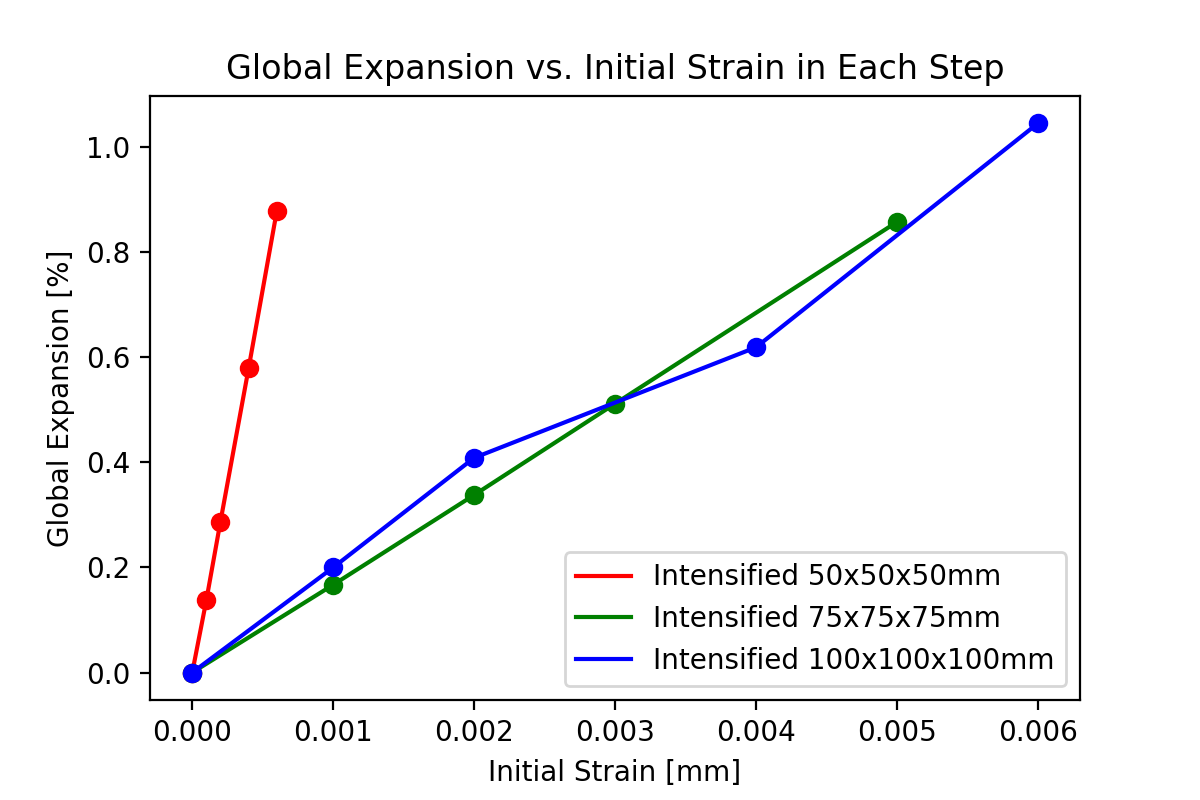 Global Expansion vs. Initial Strain in Each Step
Global Expansion [%]
1.0
0.8
0.6
0.4
0.2
0.0
Intensified 50x50x50mm
Intensified 75x75x75mm
Intensified 100x100x100mm
0.000 0.001 0.002 0.003 0.004 0.005 0.006
Initial Strain [mm]